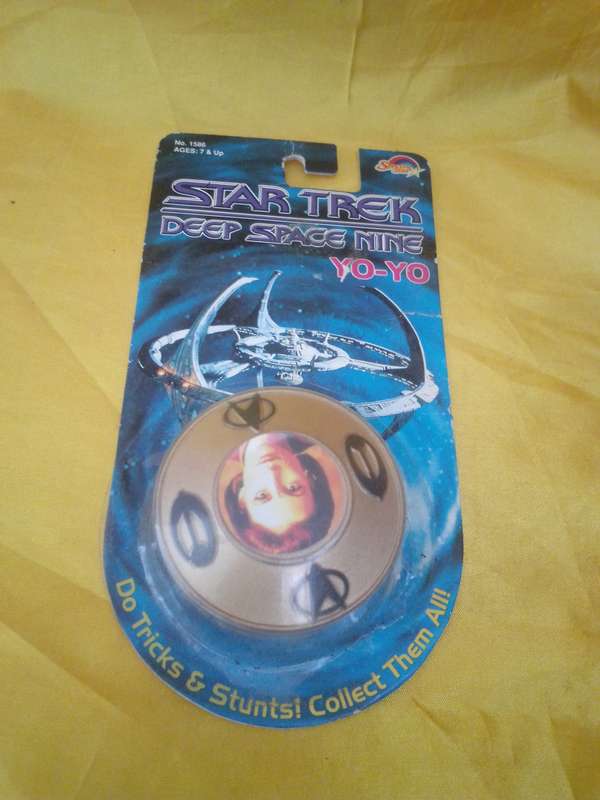 No. 1586
AGES: 7 & Up
STAR TREK
DEEP SPACE NINE
YO-YO
Do Tricks & Stunts! Collect Them All!